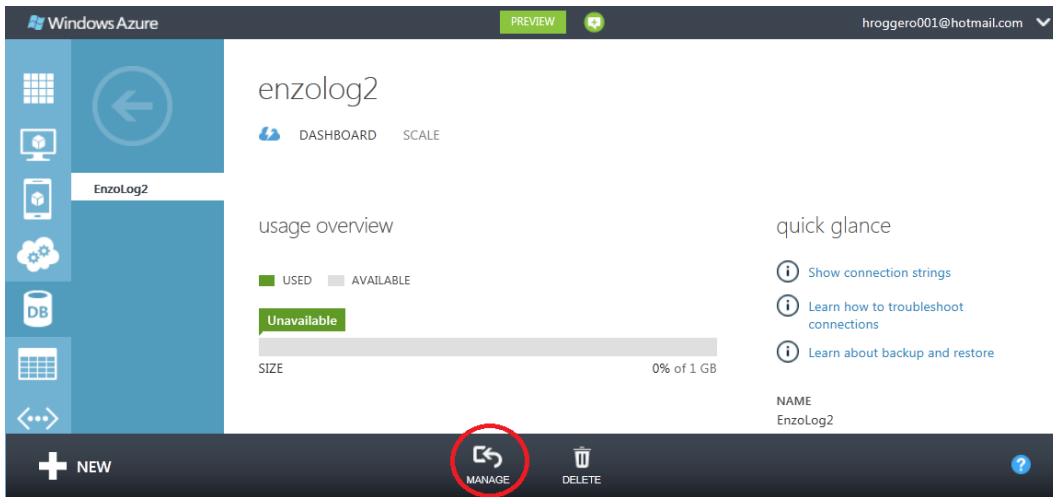 Windows Azure
PREVIEW
hroggero001@hotmail.com
enzolog2
DASHBOARD SCALE
EnzoLog2
usage overview
USED AVAILABLE
Unavailable
SIZE 0% of 1 GB
quick glance
Show connection strings
Learn how to troubleshoot
connections
Learn about backup and restore
NAME
EnzoLog2
DB
NEW
MANAGE
DELETE
?